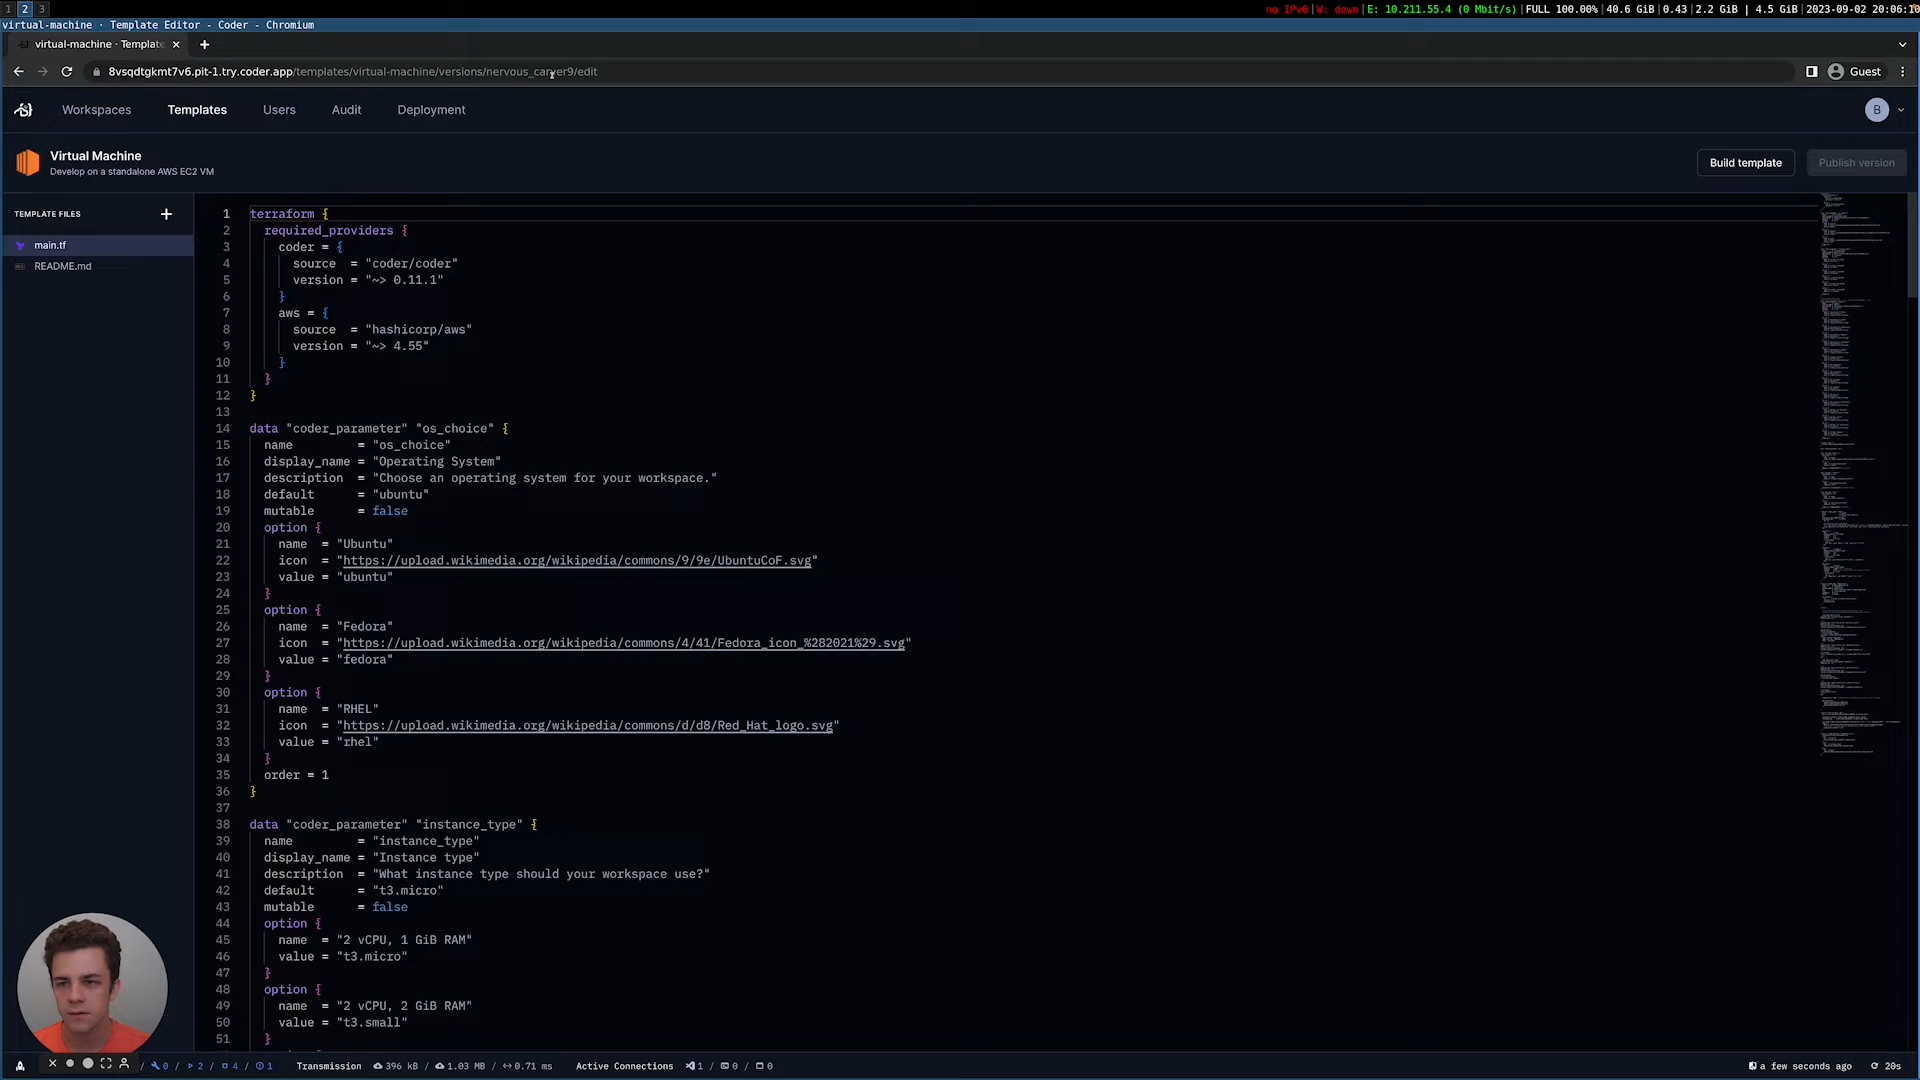 1 2 3
no IPv6|W: down|E: 10.211.55.4 (0 Mbit/s)|FULL 100.00%|40.6 GiB|0.43|2.2 GiB | 4.5 GiB|2023-09-02 20:06:10
virtual-machine · Template Editor - Coder - Chromium
virtual-machine · Template
8vsqdtgkmt7v6.pit-1.try.coder.app/templates/virtual-machine/versions/nervous_carver9/edit
Guest
Workspaces Templates Users Audit Deployment
B
Virtual Machine
Develop on a standalone AWS EC2 VM
Build template Publish version
TEMPLATE FILES
main.tf
README.md
1 terraform {
2 required_providers {
3 coder = {
4 source = "coder/coder"
5 version = "~> 0.11.1"
6 }
7 aws = {
8 source = "hashicorp/aws"
9 version = "~> 4.55"
10 }
11 }
12 }
13
14 data "coder_parameter" "os_choice" {
15 name = "os_choice"
16 display_name = "Operating System"
17 description = "Choose an operating system for your workspace."
18 default = "ubuntu"
19 mutable = false
20 option {
21 name = "Ubuntu"
22 icon = "https://upload.wikimedia.org/wikipedia/commons/9/9e/UbuntuCoF.svg"
23 value = "ubuntu"
24 }
25 option {
26 name = "Fedora"
27 icon = "https://upload.wikimedia.org/wikipedia/commons/4/41/Fedora_icon_%282021%29.svg"
28 value = "fedora"
29 }
30 option {
31 name = "RHEL"
32 icon = "https://upload.wikimedia.org/wikipedia/commons/d/d8/Red_Hat_logo.svg"
33 value = "rhel"
34 }
35 order = 1
36 }
37
38 data "coder_parameter" "instance_type" {
39 name = "instance_type"
40 display_name = "Instance type"
41 description = "What instance type should your workspace use?"
42 default = "t3.micro"
43 mutable = false
44 option {
45 name = "2 vCPU, 1 GiB RAM"
46 value = "t3.micro"
47 }
48 option {
49 name = "2 vCPU, 2 GiB RAM"
50 value = "t3.small"
51 }
/ 0 / 2 / 4 / 1 Transmission 396 kB / 1.03 MB / 0.71 ms Active Connections 1 / 0 / 0 a few seconds ago 20s